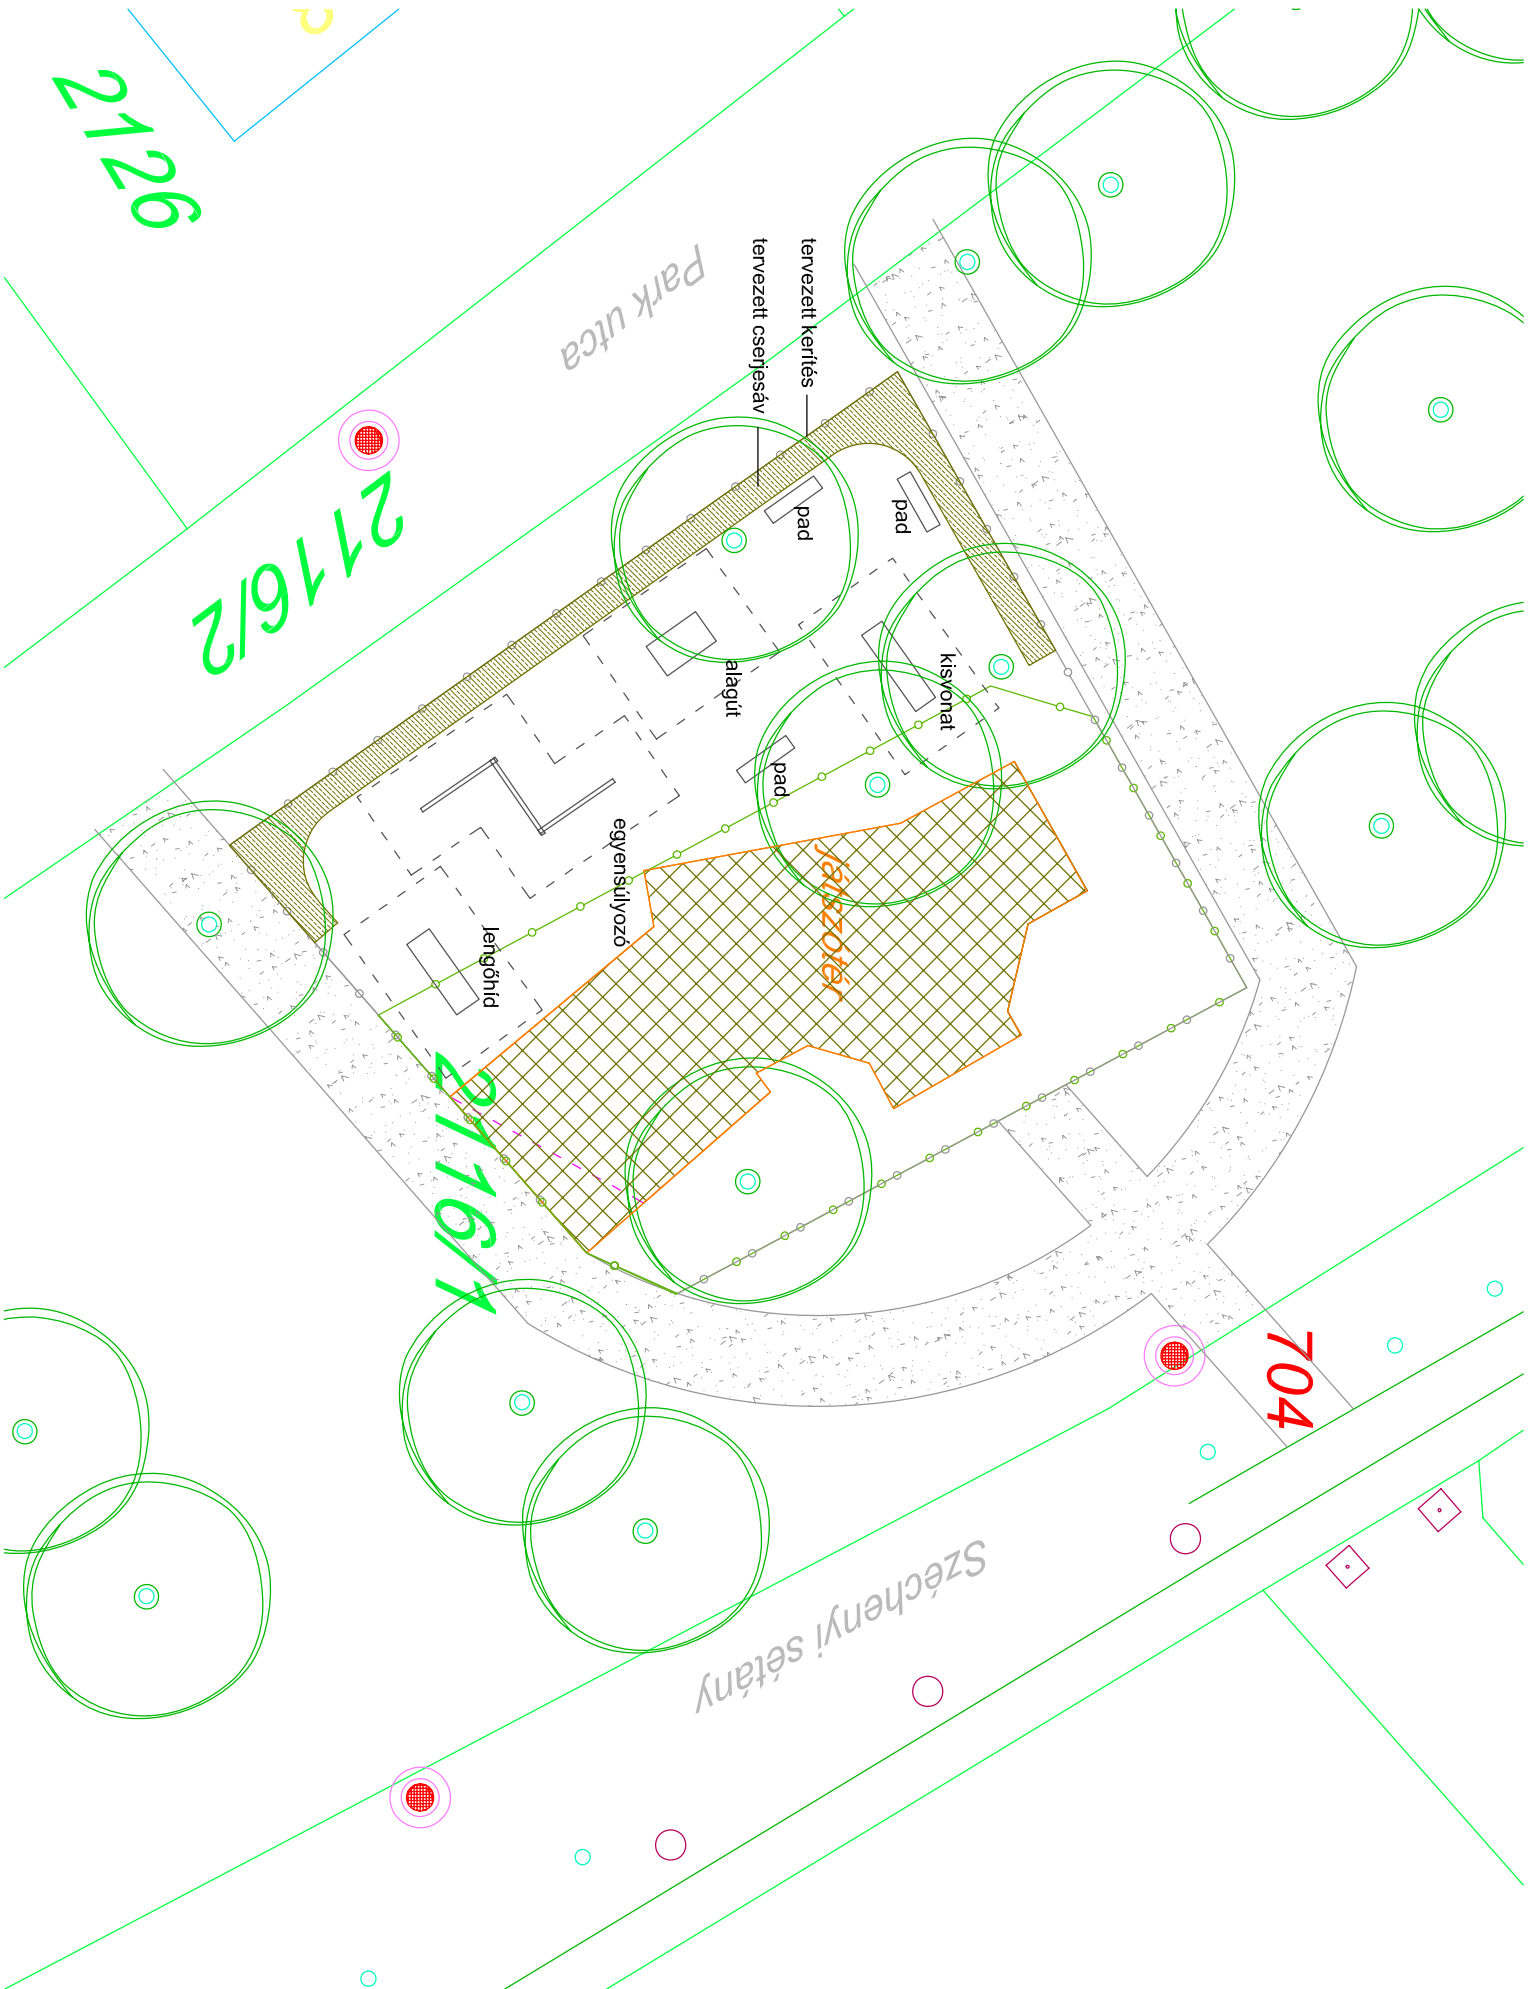 2126
Park utca
tervezett kerítés
tervezett cserjesáv
2116/2
pad
pad
alagút
kisvonat
pad
egyensúlyozó
játszótér
lengőhíd
2116/1
704
Széchenyi sétány